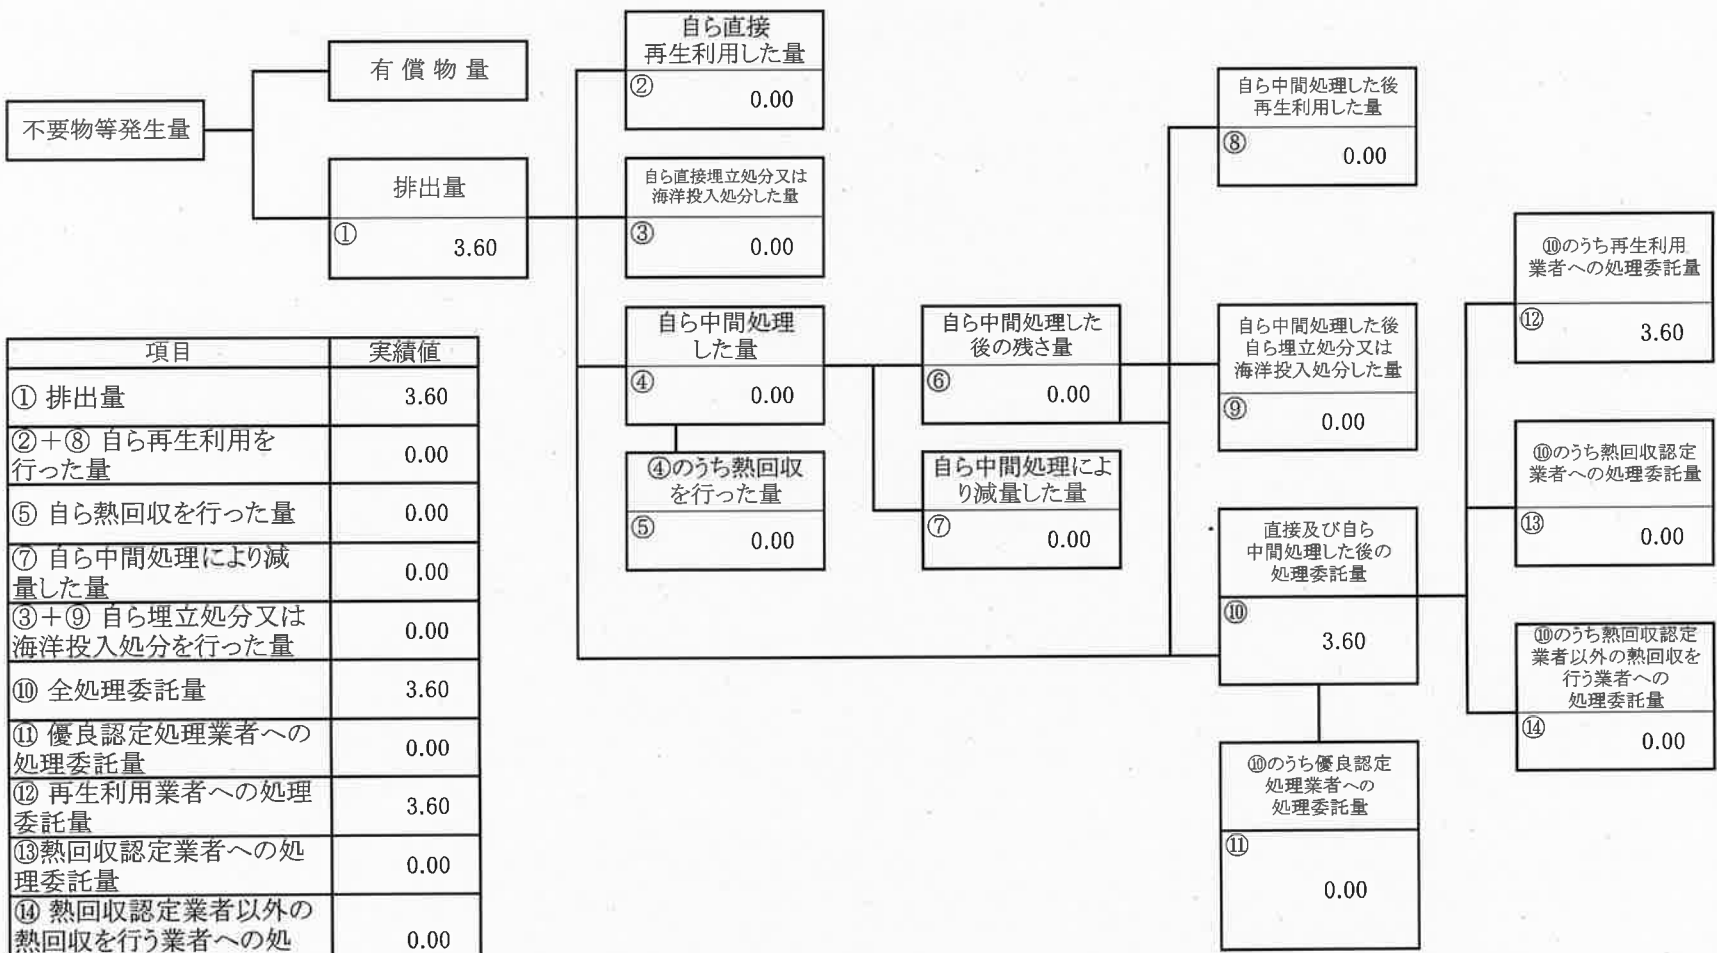 不要物等発生量
有償物量
排出量
①
3.60
自ら直接
再生利用した量
②
0.00
自ら直接埋立処分又は
海洋投入処分した量
③
0.00
自ら中間処理
した量
④
0.00
④のうち熱回収
を行った量
⑤
0.00
自ら中間処理した
後の残さ量
⑥
0.00
自ら中間処理によ
り減量した量
⑦
0.00
自ら中間処理した後
再生利用した量
⑧
0.00
自ら中間処理した後
自ら埋立処分又は
海洋投入処分した量
⑨
0.00
直接及び自ら
中間処理した後の
処理委託量
⑩
3.60
⑩のうち優良認定
処理業者への
処理委託量
⑪
0.00
⑩のうち再生利用
業者への処理委託量
⑫
3.60
⑩のうち熱回収認定
業者への処理委託量
⑬
0.00
⑩のうち熱回収認定
業者以外の熱回収を
行う業者への
処理委託量
⑭
0.00
項目 実績値
① 排出量 3.60
②+⑧ 自ら再生利用を
行った量 0.00
⑤ 自ら熱回収を行った量 0.00
⑦ 自ら中間処理により減
量した量 0.00
③+⑨ 自ら埋立処分又は
海洋投入処分を行った量 0.00
⑩ 全処理委託量 3.60
⑪ 優良認定処理業者への
処理委託量 0.00
⑫ 再生利用業者への処理
委託量 3.60
⑬熱回収認定業者への処
理委託量 0.00
⑭ 熱回収認定業者以外の
熱回収を行う業者への処 0.00